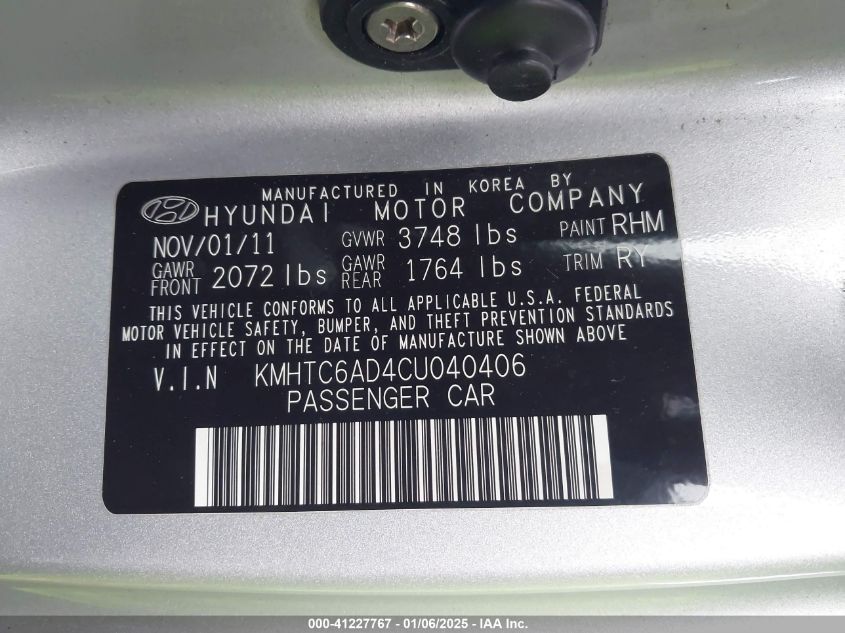 MANUFACTURED IN KOREA BY
HYUNDAI MOTOR COMPANY
NOV/01/11 GVWR 3748 lbs PAINT RHM
GAWR FRONT 2072 lbs GAWR REAR 1764 lbs TRIM RY
THIS VEHICLE CONFORMS TO ALL APPLICABLE U.S.A. FEDERAL
MOTOR VEHICLE SAFETY, BUMPER, AND THEFT PREVENTION STANDARDS
IN EFFECT ON THE DATE OF MANUFACTURE SHOWN ABOVE
V.I.N KMHTC6AD4CU040406
PASSENGER CAR
000-41227767 - 01/06/2025 - IAA Inc.